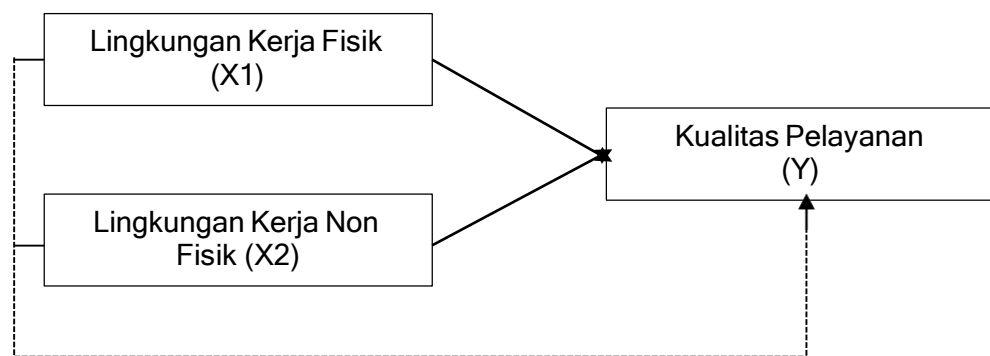 Lingkungan Kerja Fisik
(X1)
Kualitas Pelayanan
(Y)
Lingkungan Kerja Non
Fisik (X2)